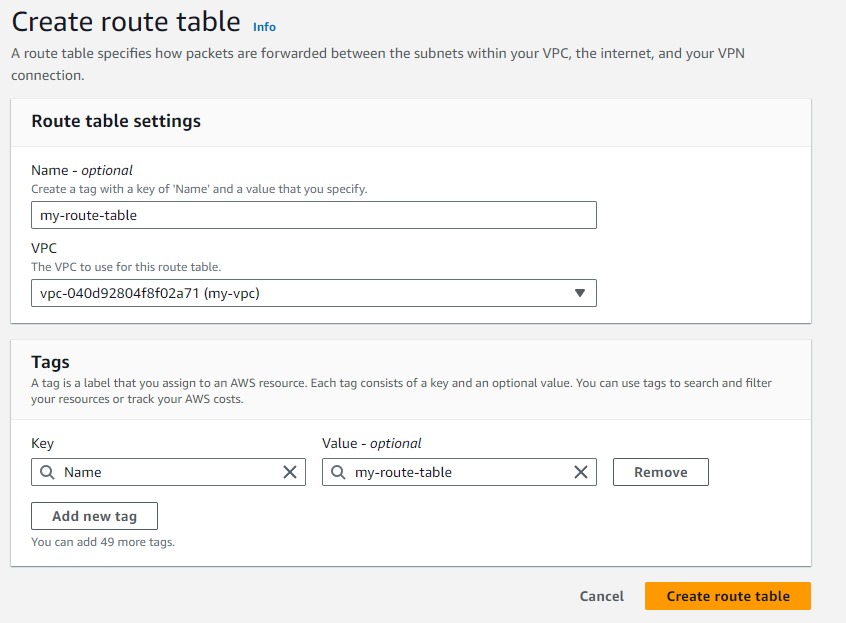 Create route table Info
A route table specifies how packets are forwarded between the subnets within your VPC, the internet, and your VPN
connection.
Route table settings
Name - optional
Create a tag with a key of 'Name' and a value that you specify.
my-route-table
VPC
The VPC to use for this route table.
vpc-040d92804f8f02a71 (my-vpc)
Tags
A tag is a label that you assign to an AWS resource. Each tag consists of a key and an optional value. You can use tags to search and filter
your resources or track your AWS costs.
Key Value - optional
Name my-route-table Remove
Add new tag
You can add 49 more tags.
Cancel Create route table